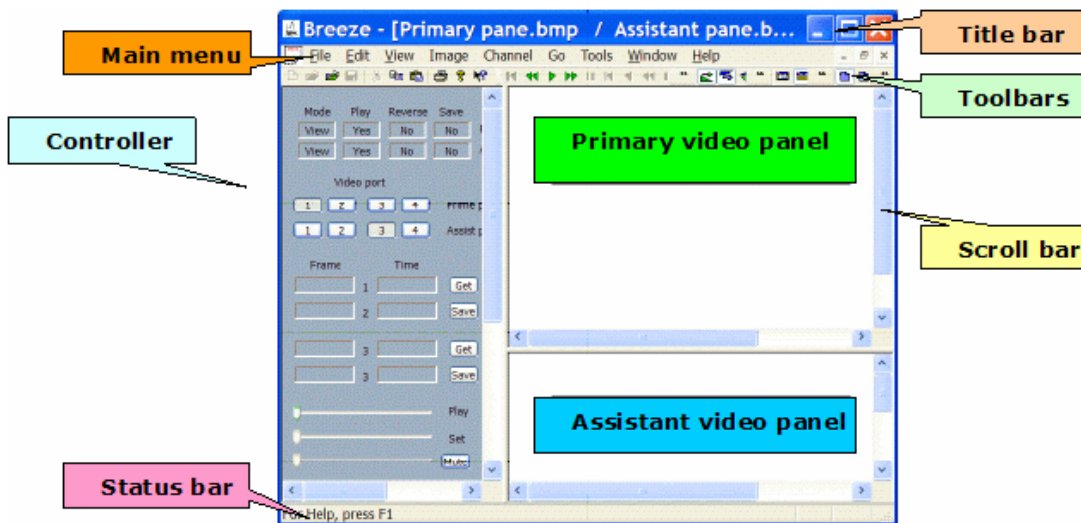 Breeze - [Primary pane.bmp / Assistant pane.b...
Title bar
Main menu
File Edit View Image Channel Go Tools Window Help
Toolbars
Mode Play Reverse Save
View Yes No No
View Yes No No
Controller
Primary video panel
Video port
1 2 3 4 Prime p
1 2 3 4 Assist p
Scroll bar
Frame Time
1 Get
2 Save
3 Get
3 Save
Play
Assistant video panel
Set
Mute
Status bar
For Help, press F1